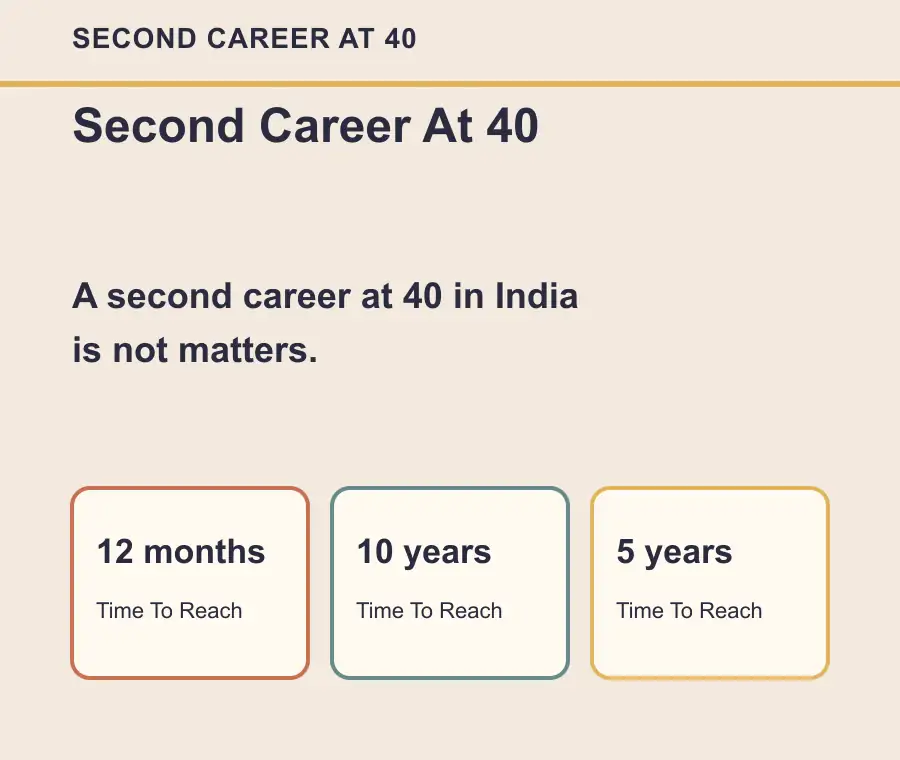 SECOND CAREER AT 40
Second Career At 40
A second career at 40 in India
is not matters.
12 months
Time To Reach
10 years
Time To Reach
5 years
Time To Reach